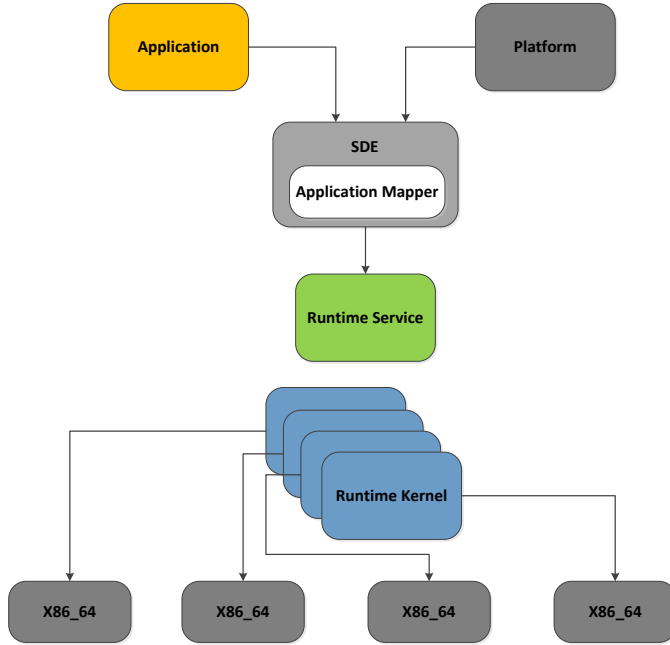 Application
Platform
SDE
Application Mapper
Runtime Service
Runtime Kernel
X86_64
X86_64
X86_64
X86_64